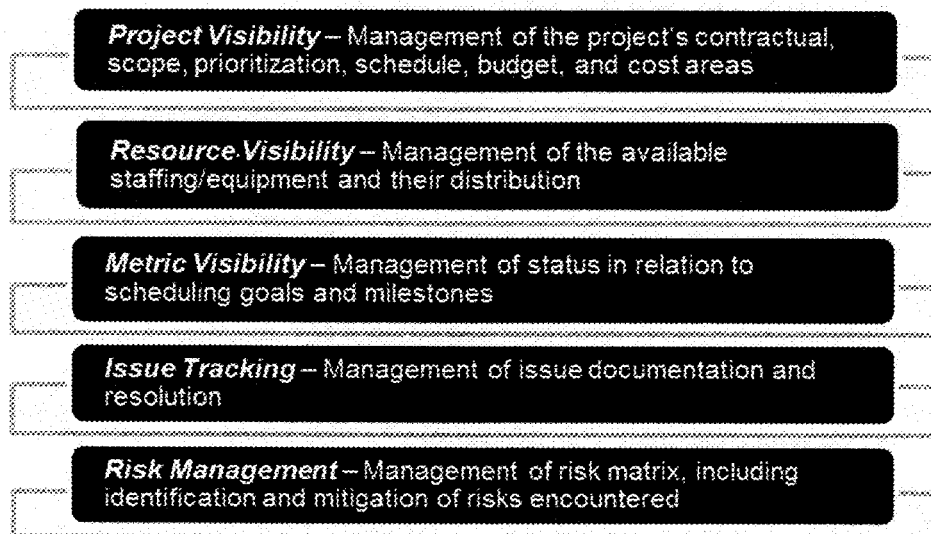 Project Visibility – Management of the project's contractual,
scope, prioritization, schedule, budget, and cost areas
Resource Visibility – Management of the available
staffing/equipment and their distribution
Metric Visibility – Management of status in relation to
scheduling goals and milestones
Issue Tracking – Management of issue documentation and
resolution
Risk Management – Management of risk matrix, including
identification and mitigation of risks encountered